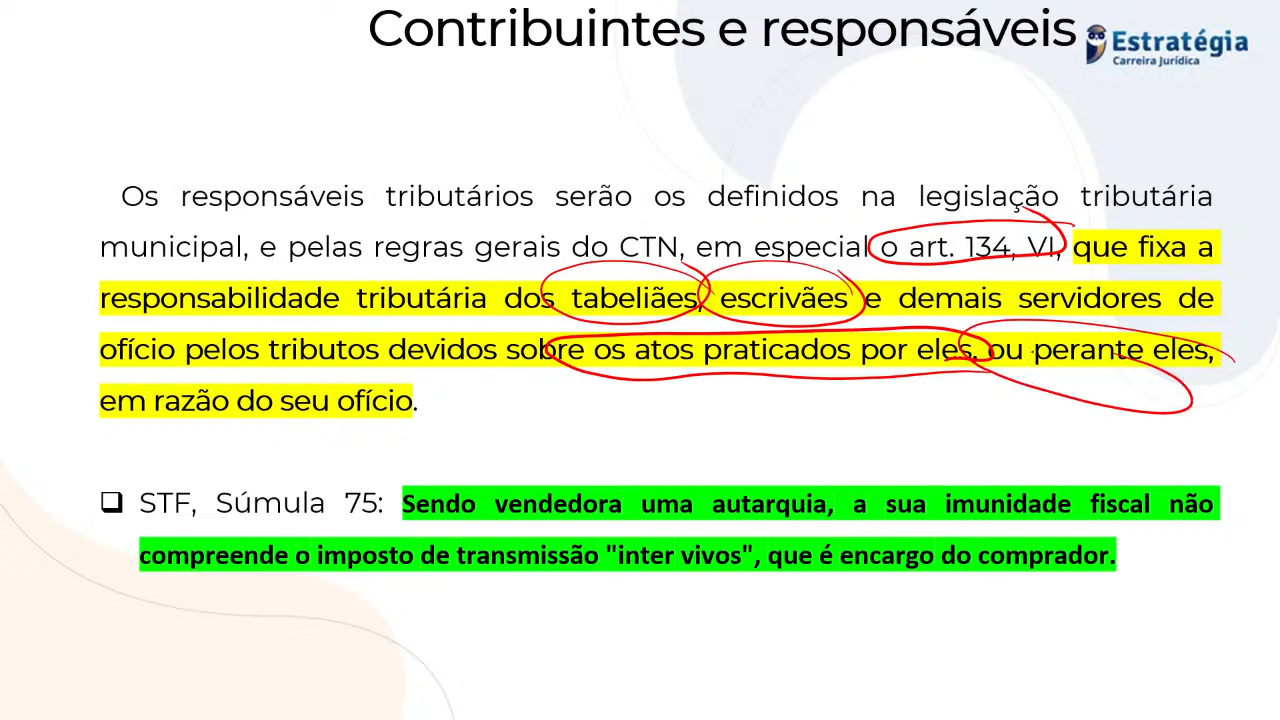 Contribuintes e responsáveis
Estratégia
Carreira Jurídica
Os responsáveis tributários serão os definidos na legislação tributária
municipal, e pelas regras gerais do CTN, em especial o art. 134, VI, que fixa a
responsabilidade tributária dos tabeliães, escrivães e demais servidores de
ofício pelos tributos devidos sobre os atos praticados por eles, ou perante eles,
em razão do seu ofício.
❑ STF, Súmula 75: Sendo vendedora uma autarquia, a sua imunidade fiscal não
compreende o imposto de transmissão "inter vivos", que é encargo do comprador.